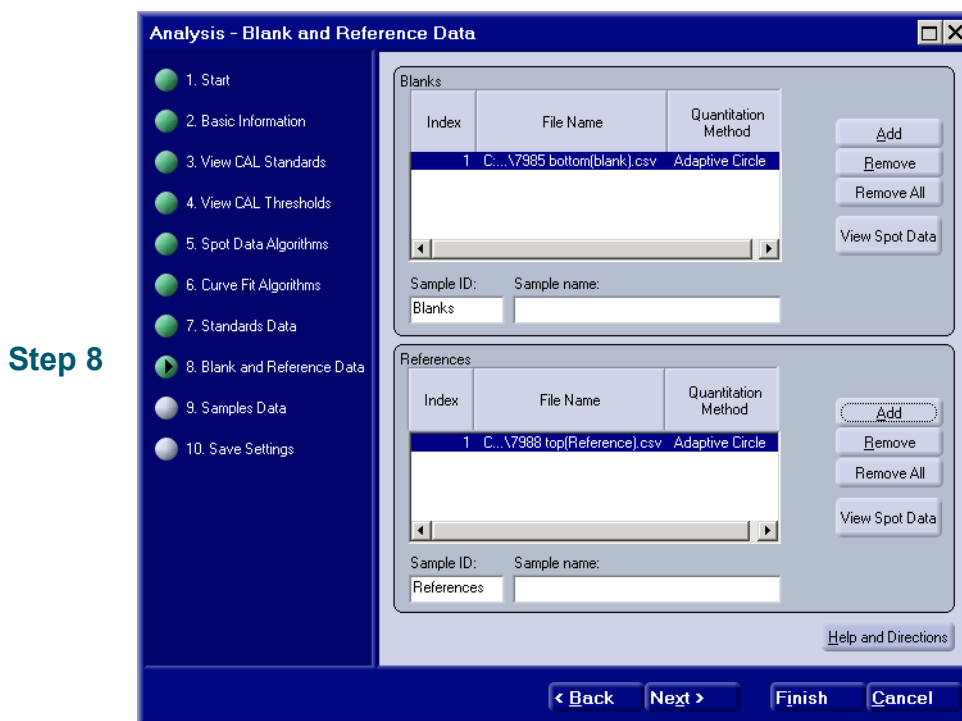 Step 8
Analysis - Blank and Reference Data
1. Start
2. Basic Information
3. View CAL Standards
4. View CAL Thresholds
5. Spot Data Algorithms
6. Curve Fit Algorithms
7. Standards Data
8. Blank and Reference Data
9. Samples Data
10. Save Settings
Blanks
Index File Name Quantitation Method
1 C:...\7985 bottom(blank).csv Adaptive Circle
Add
Remove
Remove All
View Spot Data
Sample ID: Sample name:
Blanks
References
Index File Name Quantitation Method
1 C...\7988 top(Reference).csv Adaptive Circle
Add
Remove
Remove All
View Spot Data
Sample ID: Sample name:
References
Help and Directions
< Back Next > Finish Cancel